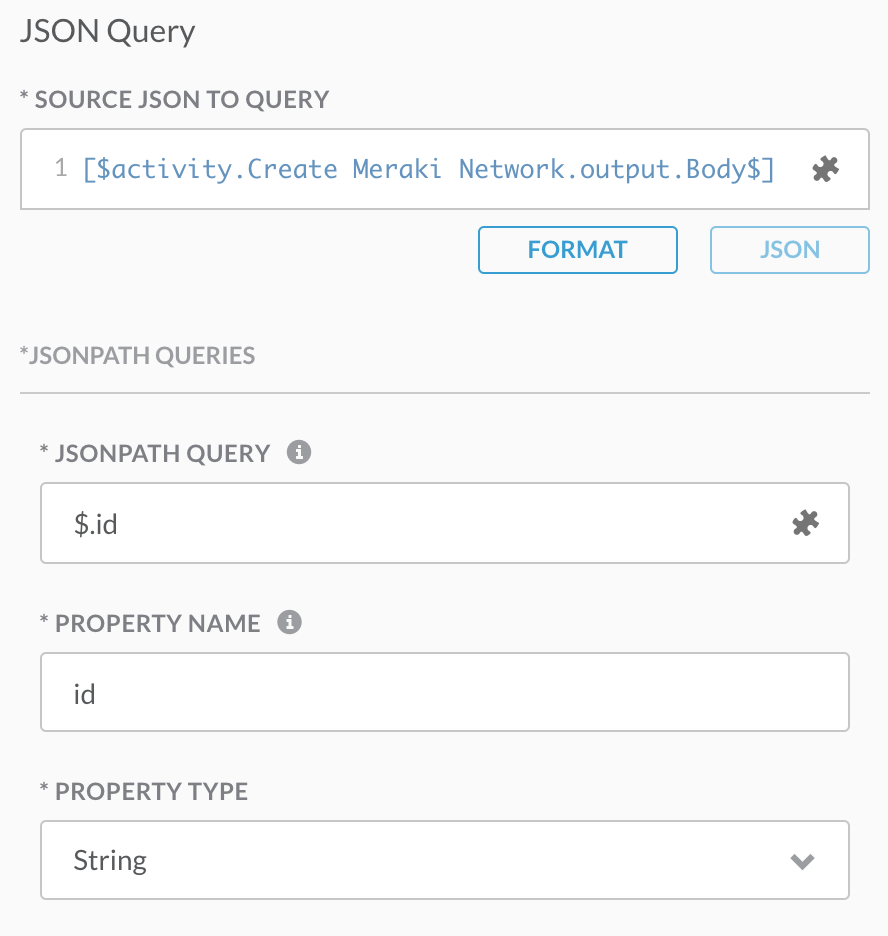 JSON Query
* SOURCE JSON TO QUERY
1 [$activity.Create Meraki Network.output.Body$]
FORMAT JSON
*JSONPATH QUERIES
* JSONPATH QUERY
$.id
* PROPERTY NAME
id
* PROPERTY TYPE
String